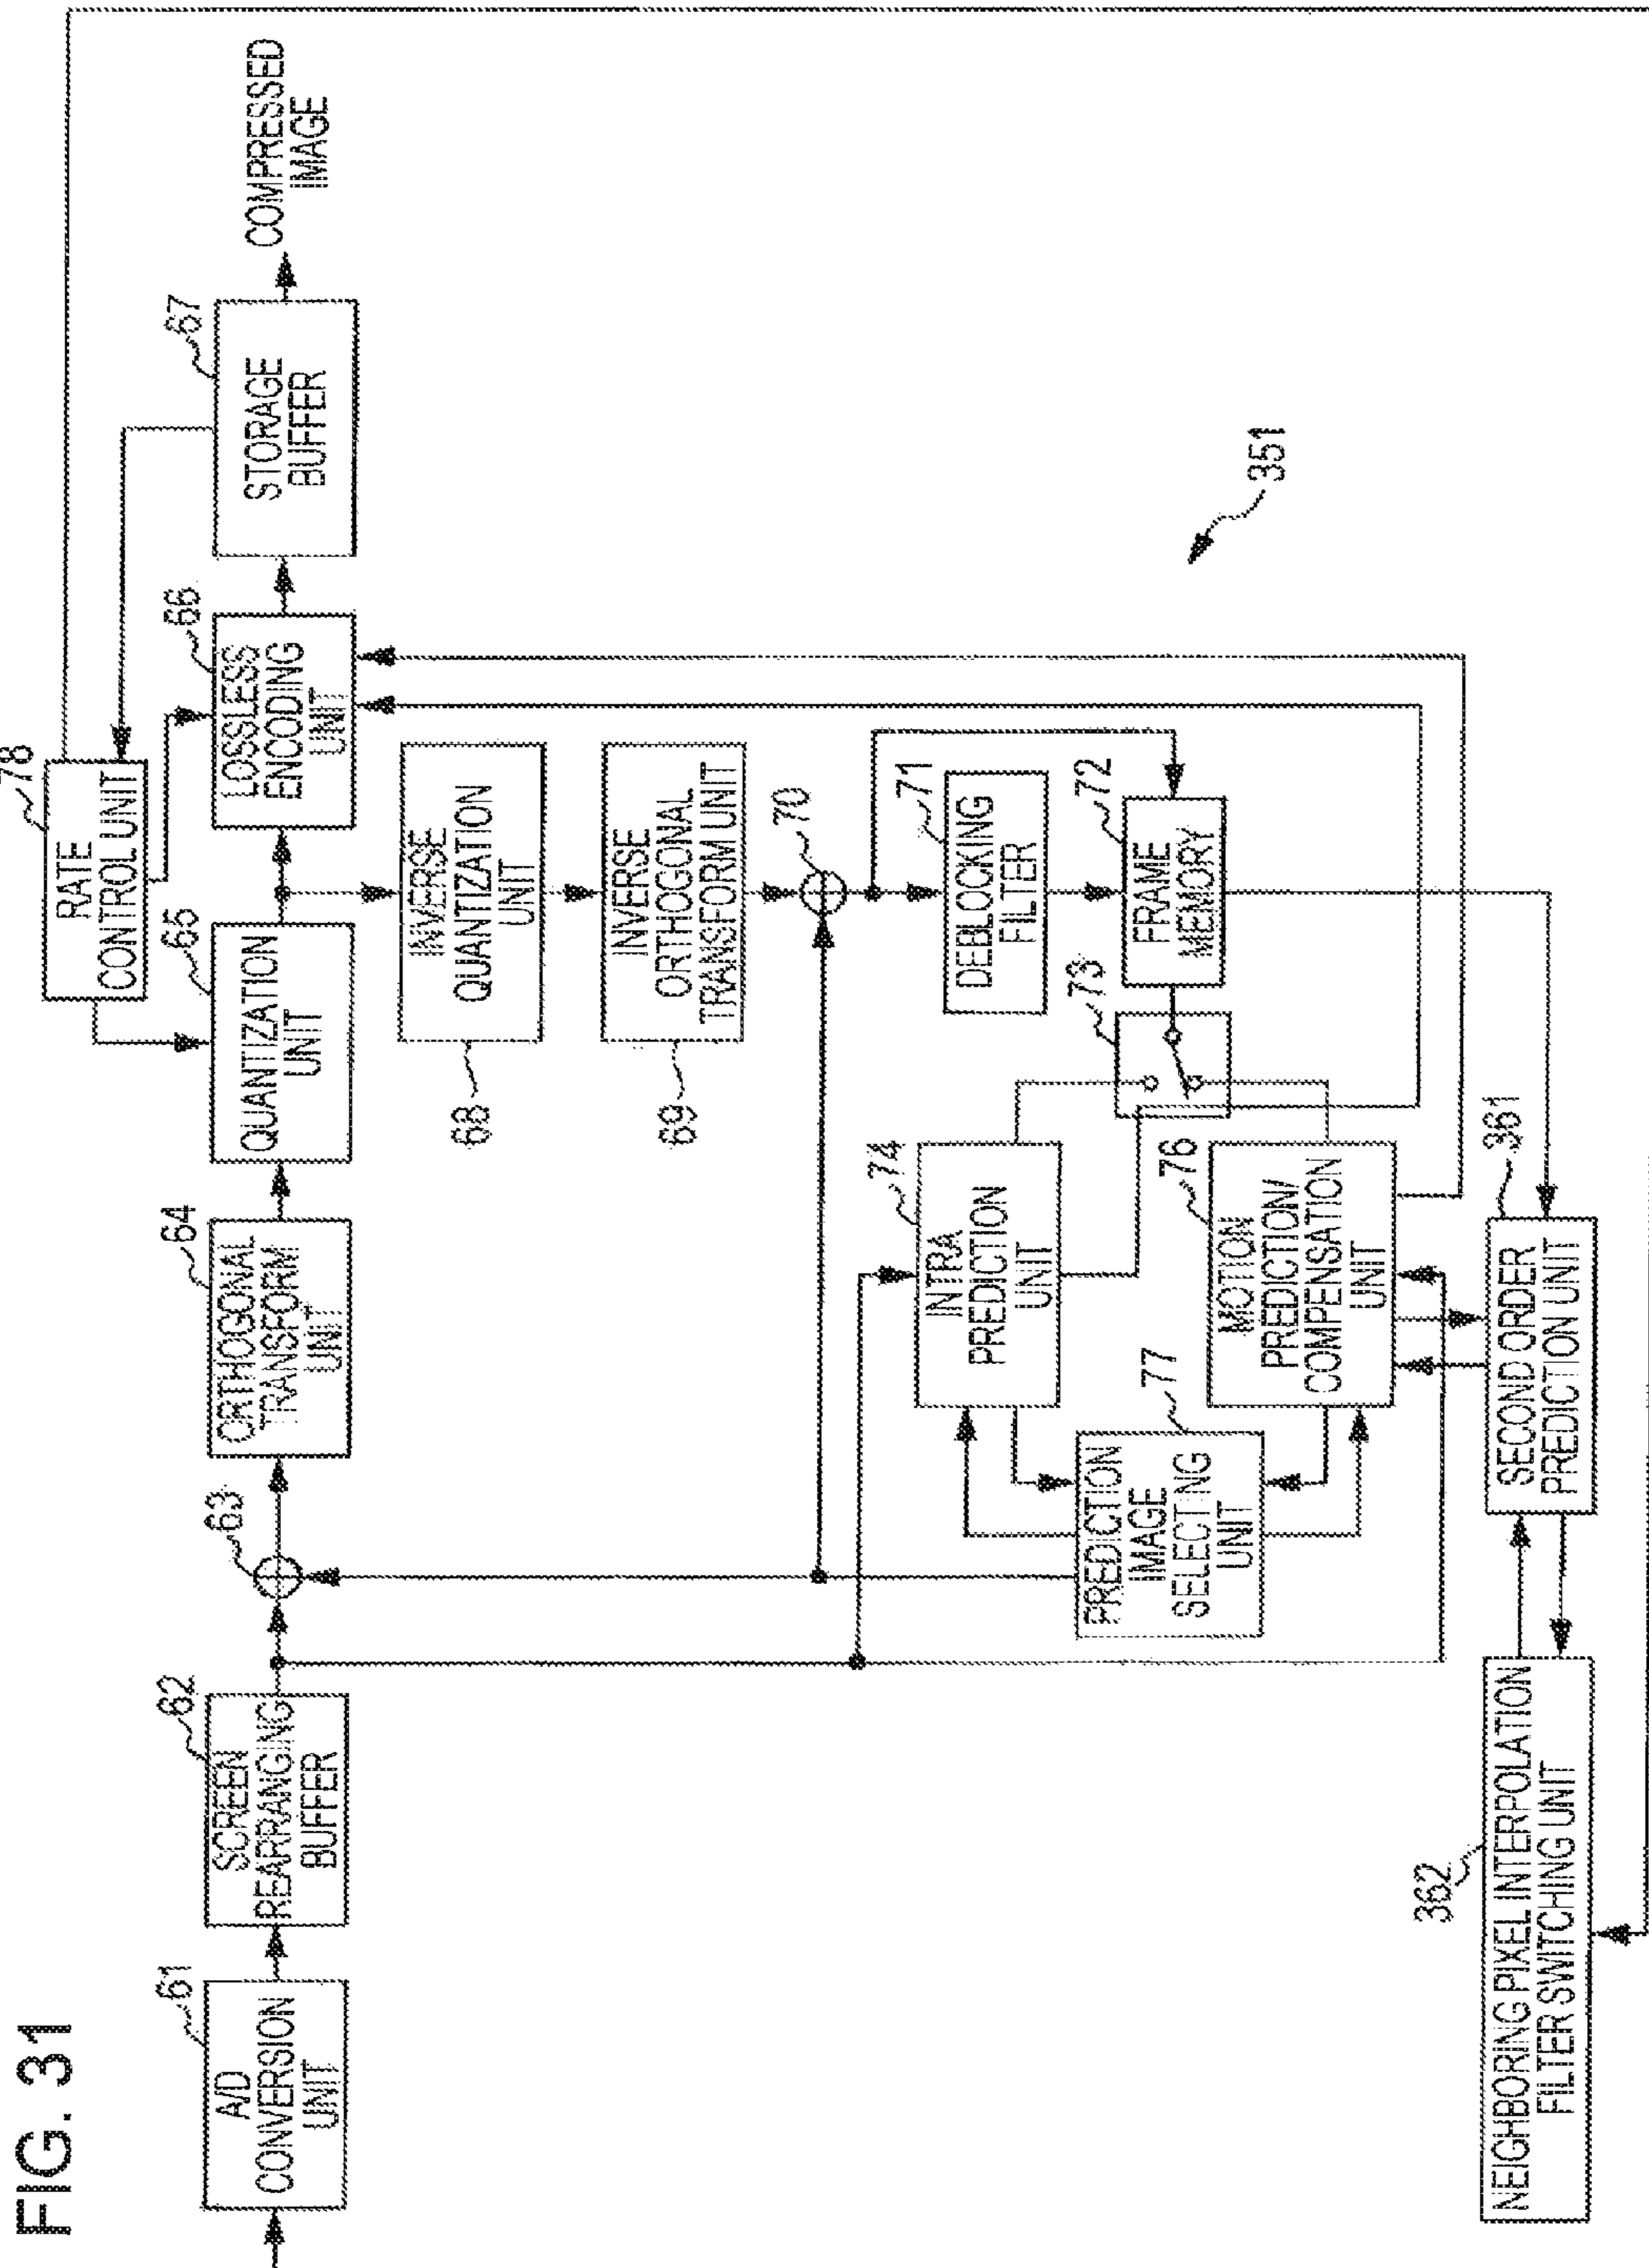 FIG. 31
61
A/D
CONVERSION
UNIT
62
SCREEN
REARRANGING
BUFFER
63
64
ORTHOGONAL
TRANSFORM
UNIT
65
QUANTIZATION
UNIT
78
RATE
CONTROL UNIT
66
LOSSLESS
ENCODING
UNIT
67
STORAGE
BUFFER
COMPRESSED
IMAGE
68
INVERSE
QUANTIZATION
UNIT
69
INVERSE
ORTHOGONAL
TRANSFORM UNIT
70
71
DEBLOCKING
FILTER
72
FRAME
MEMORY
73
74
INTRA
PREDICTION
UNIT
76
MOTION
PREDICTION/
COMPENSATION
UNIT
77
PREDICTION
IMAGE
SELECTING
UNIT
351
361
SECOND ORDER
PREDICTION UNIT
362
NEIGHBORING PIXEL INTERPOLATION
FILTER SWITCHING UNIT